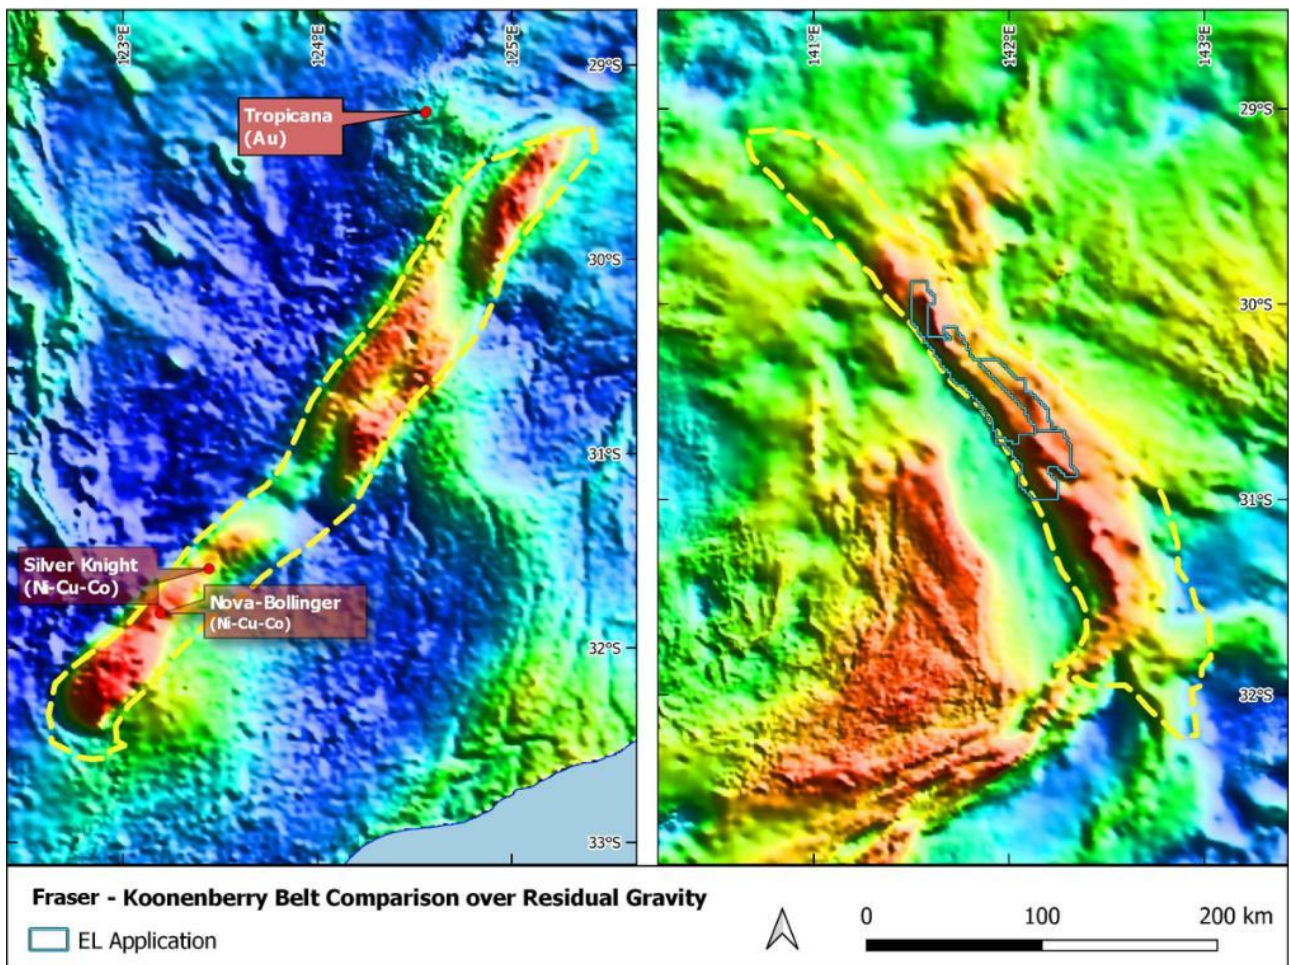 123°E
124°E
125°E
29°S
Tropicana
(Au)
30°S
31°S
Silver Knight
(Ni-Cu-Co)
Nova-Bollinger
(Ni-Cu-Co)
32°S
33°S
141°E
142°E
143°E
29°S
30°S
31°S
32°S
Fraser - Koonenberry Belt Comparison over Residual Gravity
EL Application
0 100 200 km